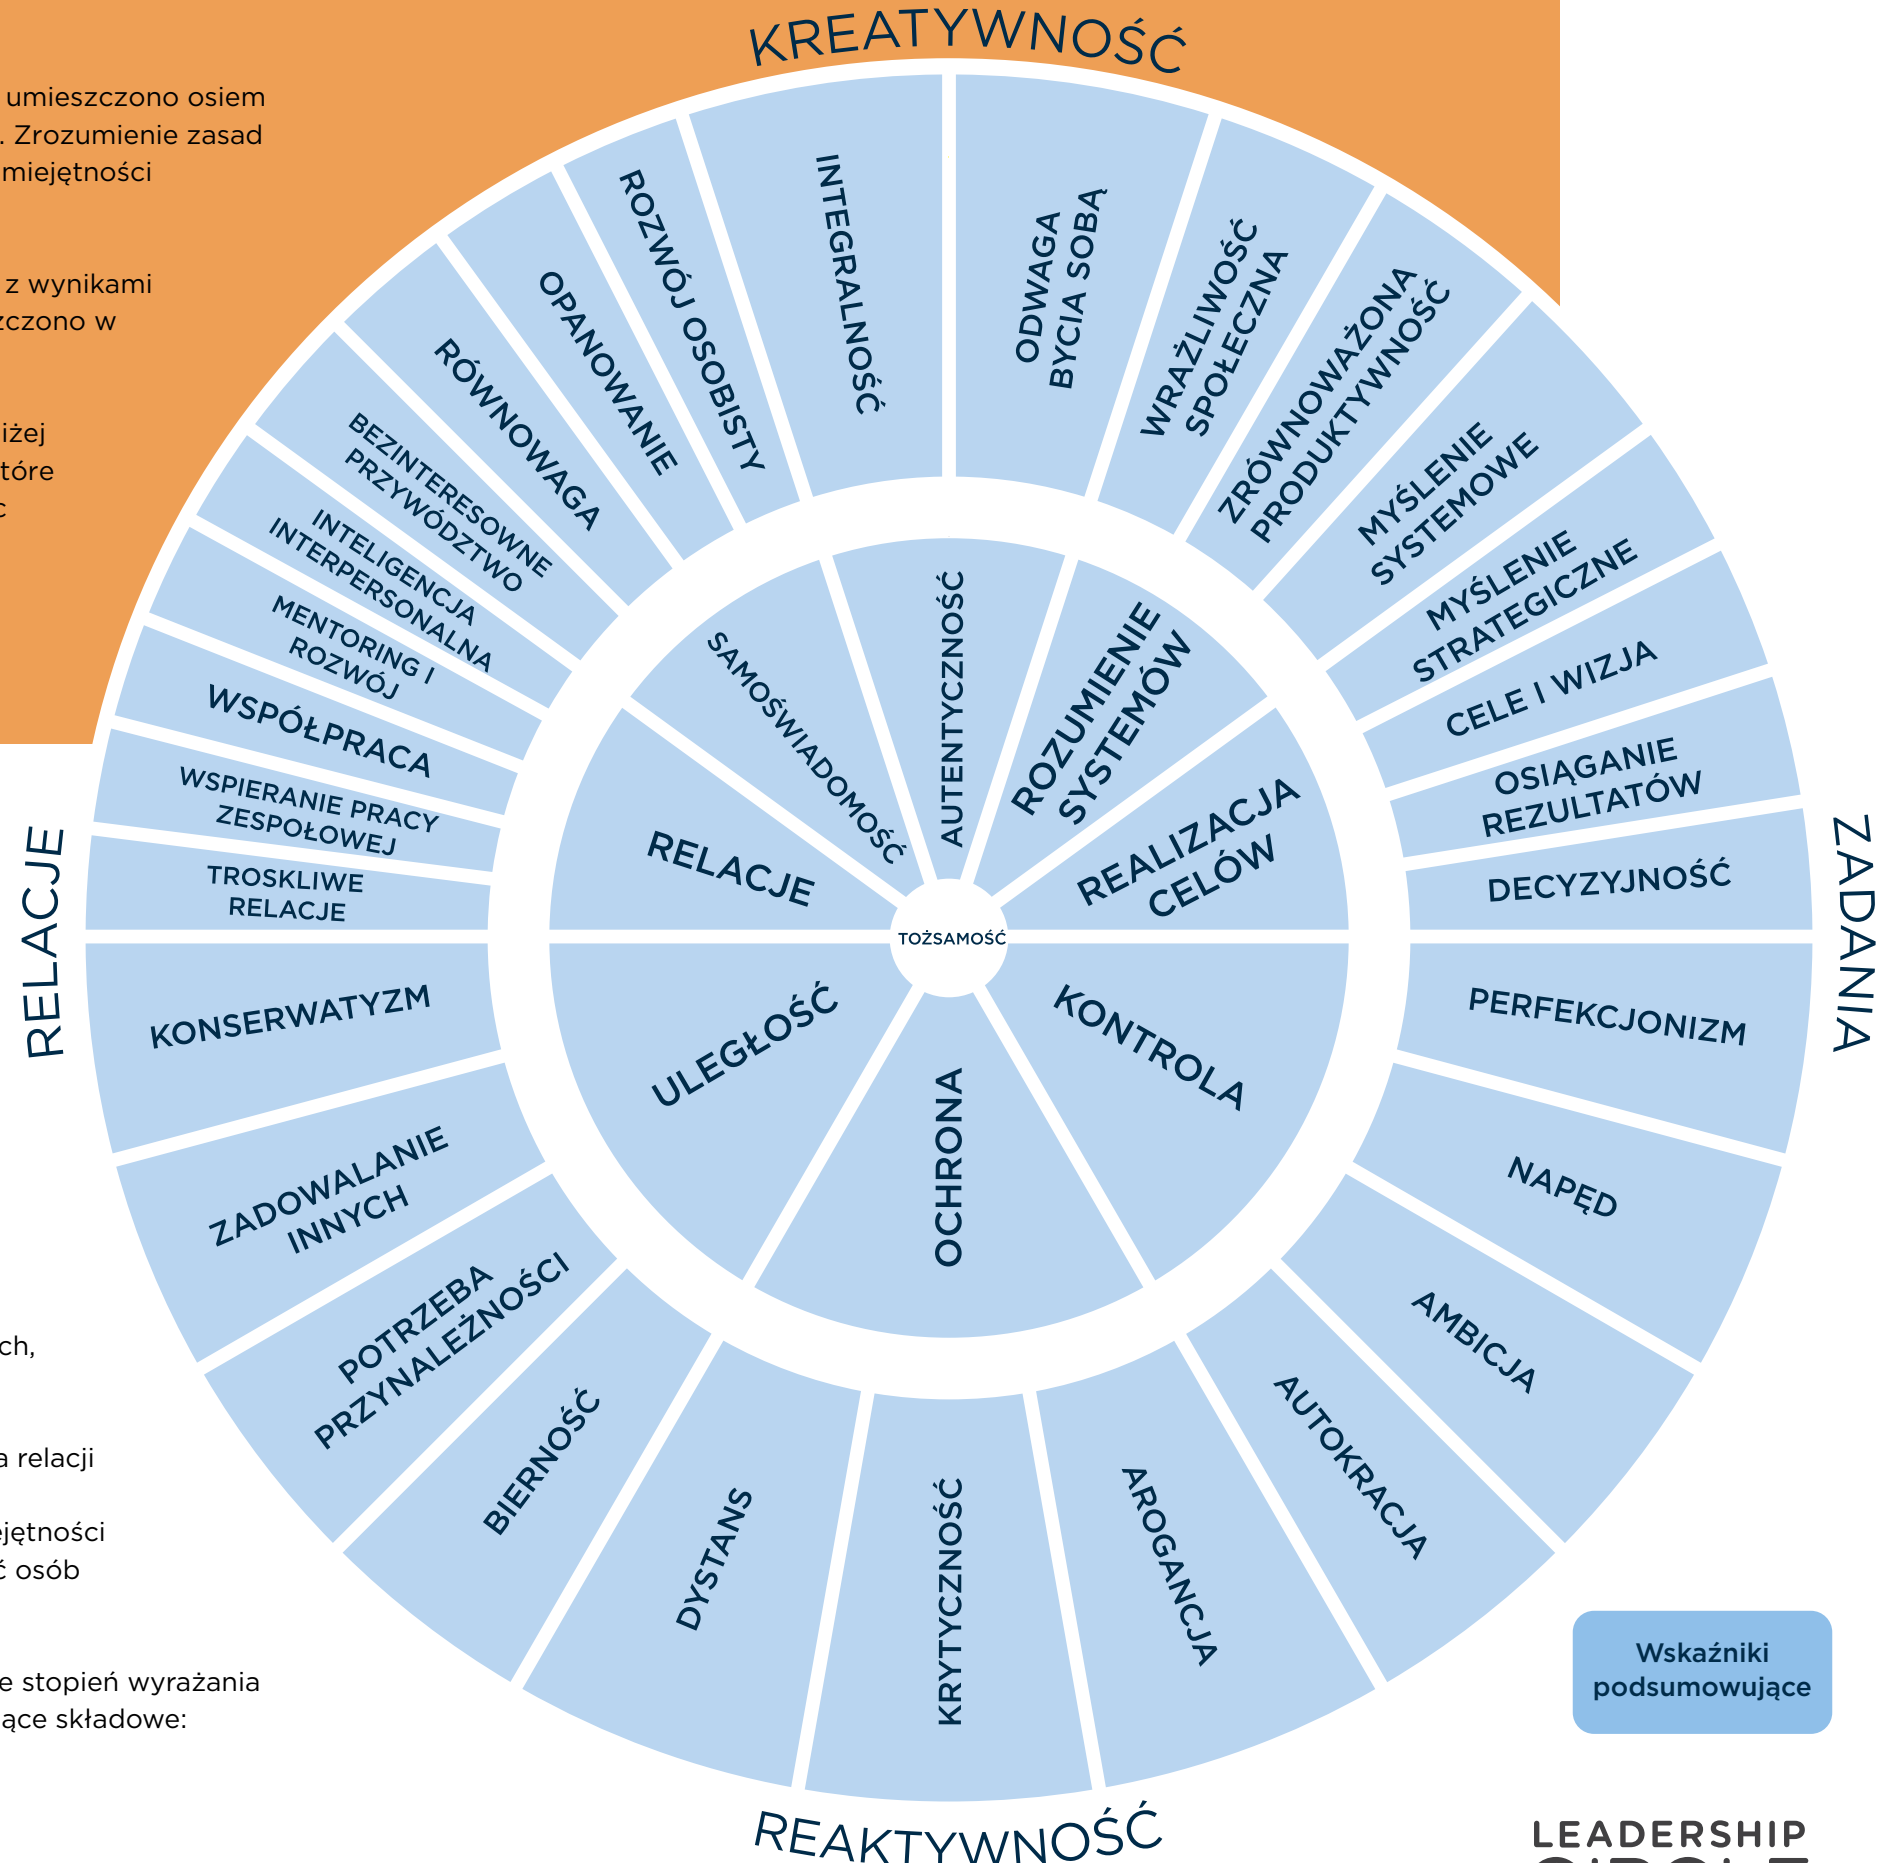 KREATYWNOŚĆ
umieszczono osiem
. Zrozumienie zasad
miejętności
z wynikami
zczono w
iżej
tóre
c
INTEGRALNOŚĆ
ODWAGA
BYCIA SOBĄ
WRAŻLIWOŚĆ
SPOŁECZNA
ZRÓWNOWAŻONA
PRODUKTYWNOŚĆ
MYŚLENIE
SYSTEMOWE
MYŚLENIE
STRATEGICZNE
CELE I WIZJA
OSIĄGANIE
REZULTATÓW
DECYZYJNOŚĆ
ROZWÓJ OSOBISTY
OPANOWANIE
RÓWNOWAGA
BEZINTERESOWNE
PRZYWÓDZTWO
INTELIGENCJA
INTERPERSONALNA
MENTORING I
ROZWÓJ
WSPÓŁPRACA
WSPIERANIE PRACY
ZESPOŁOWEJ
TROSKLIWE
RELACJE
RELACJE
SAMOŚWIADOMOŚĆ
AUTENTYCZNOŚĆ
ROZUMIENIE
SYSTEMÓW
REALIZACJA
CELÓW
TOŻSAMOŚĆ
ULEGŁOŚĆ
OCHRONA
KONTROLA
RELACJE
ZADANIA
KONSERWATYZM
ZADOWALANIE
INNYCH
POTRZEBA
PRZYNALEŻNOŚCI
BIERNOŚĆ
DYSTANS
KRYTYCZNOŚĆ
AROGANCJA
AUTOKRACJA
AMBICJA
NAPĘD
PERFEKCJONIZM
ch,
a relacji
ejętności
ć osób
e stopień wyrażania
ące składowe:
Wskaźniki
podsumowujące
REAKTYWNOŚĆ
LEADERSHIP